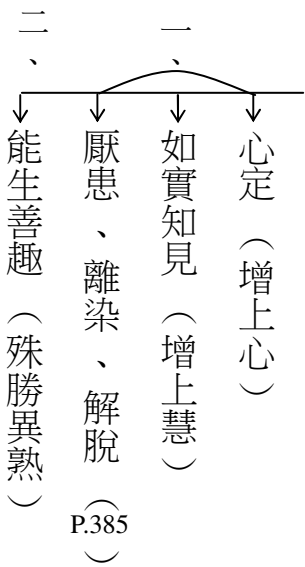 心定（增上心）
一、
如實知見（增上慧）
厭患、離染、解脫（P.385）
二、
能生善趣（殊勝異熟）